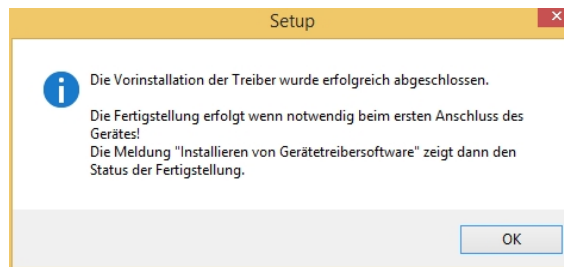 Setup
Die Vorinstallation der Treiber wurde erfolgreich abgeschlossen.
Die Fertigstellung erfolgt wenn notwendig beim ersten Anschluss des
Gerätes!
Die Meldung "Installieren von Gerätetreibersoftware" zeigt dann den
Status der Fertigstellung.
OK